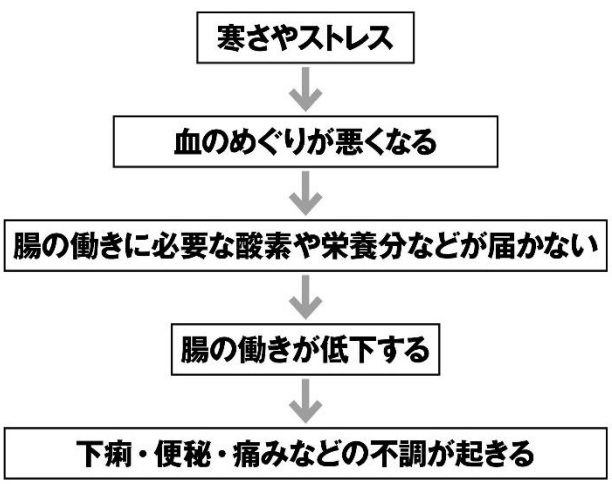 寒さやストレス
血のめぐりが悪くなる
腸の働きに必要な酸素や栄養分などが届かない
腸の働きが低下する
下痢・便秘・痛みなどの不調が起きる